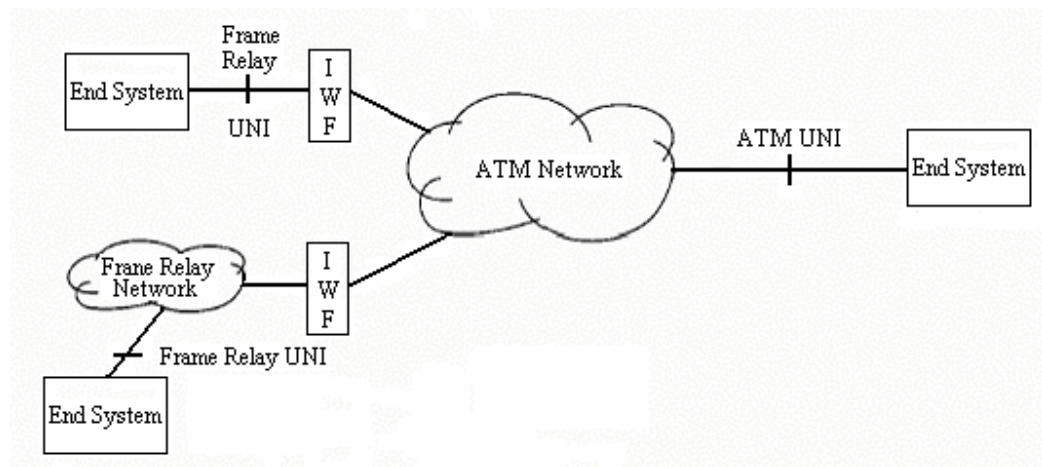 Frame
Relay
End System
UNI
I
W
F
ATM Network
ATM UNI
End System
Frane Relay
Network
I
W
F
Frame Relay UNI
End System